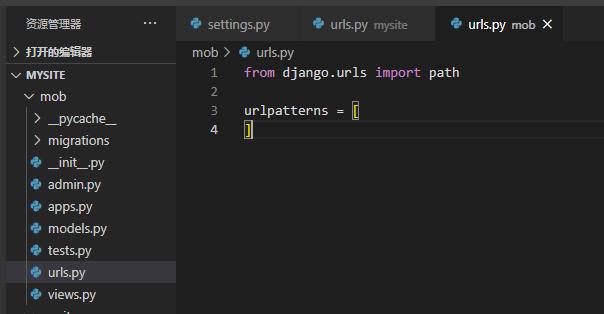 资源管理器 ···
打开的编辑器
MYSITE
mob
__pycache__
migrations
__init__.py
admin.py
apps.py
models.py
tests.py
urls.py
views.py
settings.py
urls.py mysite
urls.py mob
mob > urls.py
1 from django.urls import path
2
3 urlpatterns = [
4 ]